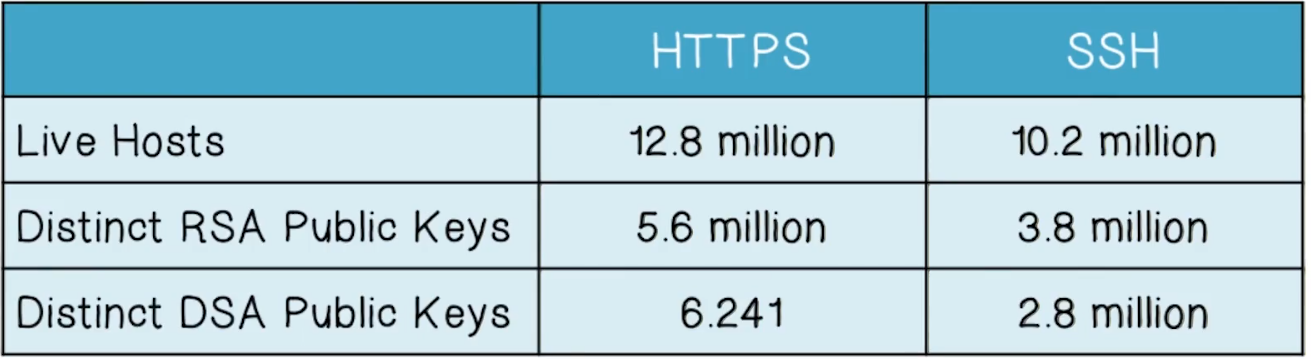 HTTPS SSH
Live Hosts 12.8 million 10.2 million
Distinct RSA Public Keys 5.6 million 3.8 million
Distinct DSA Public Keys 6.241 2.8 million